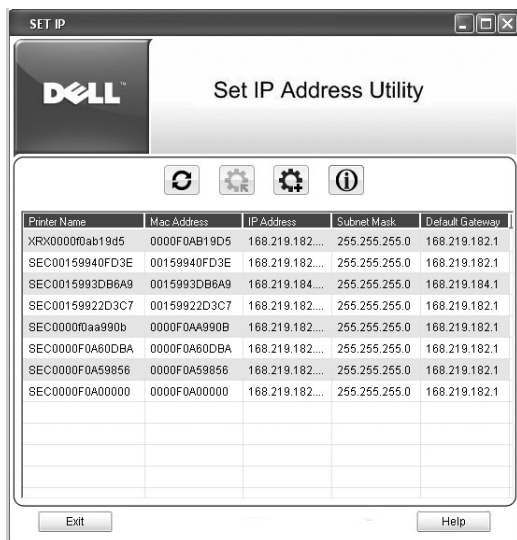 SET IP
DELL™
Set IP Address Utility
Printer Name Mac Address IP Address Subnet Mask Default Gateway
XRX0000f0ab19d5 0000F0AB19D5 168.219.182.... 255.255.255.0 168.219.182.1
SEC00159940FD3E 00159940FD3E 168.219.182.... 255.255.255.0 168.219.182.1
SEC0015993DB6A9 0015993DB6A9 168.219.184.... 255.255.255.0 168.219.184.1
SEC00159922D3C7 00159922D3C7 168.219.182.... 255.255.255.0 168.219.182.1
SEC0000f0aa990b 0000F0AA990B 168.219.182.... 255.255.255.0 168.219.182.1
SEC0000F0A60DBA 0000F0A60DBA 168.219.182.... 255.255.255.0 168.219.182.1
SEC0000F0A59856 0000F0A59856 168.219.182.... 255.255.255.0 168.219.182.1
SEC0000F0A00000 0000F0A00000 168.219.182.... 255.255.255.0 168.219.182.1
Exit Help